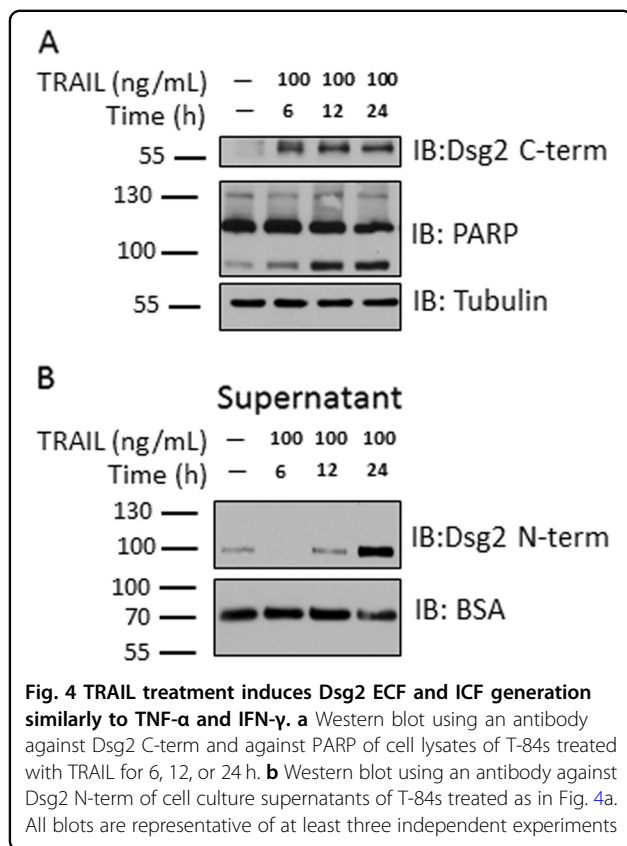 A
TRAIL (ng/mL) — 100 100 100
Time (h) — 6 12 24
55 — IB:Dsg2 C-term
130 —
IB: PARP
100 —
55 — IB: Tubulin
B
Supernatant
TRAIL (ng/mL) — 100 100 100
Time (h) — 6 12 24
130 —
100 — IB:Dsg2 N-term
100 —
70 — IB: BSA
55 —
Fig. 4 TRAIL treatment induces Dsg2 ECF and ICF generation
similarly to TNF-α and IFN-γ. a Western blot using an antibody
against Dsg2 C-term and against PARP of cell lysates of T-84s treated
with TRAIL for 6, 12, or 24 h. b Western blot using an antibody against
Dsg2 N-term of cell culture supernatants of T-84s treated as in Fig. 4a.
All blots are representative of at least three independent experiments